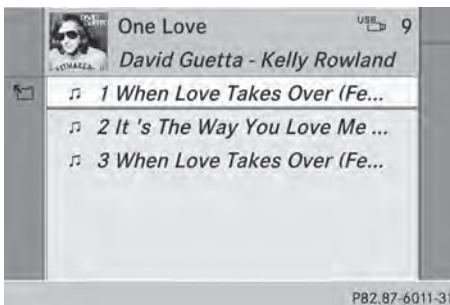 One Love USB 9
David Guetta - Kelly Rowland
1 When Love Takes Over (Fe...
2 It 's The Way You Love Me ...
3 When Love Takes Over (Fe...
P82.87-6011-31